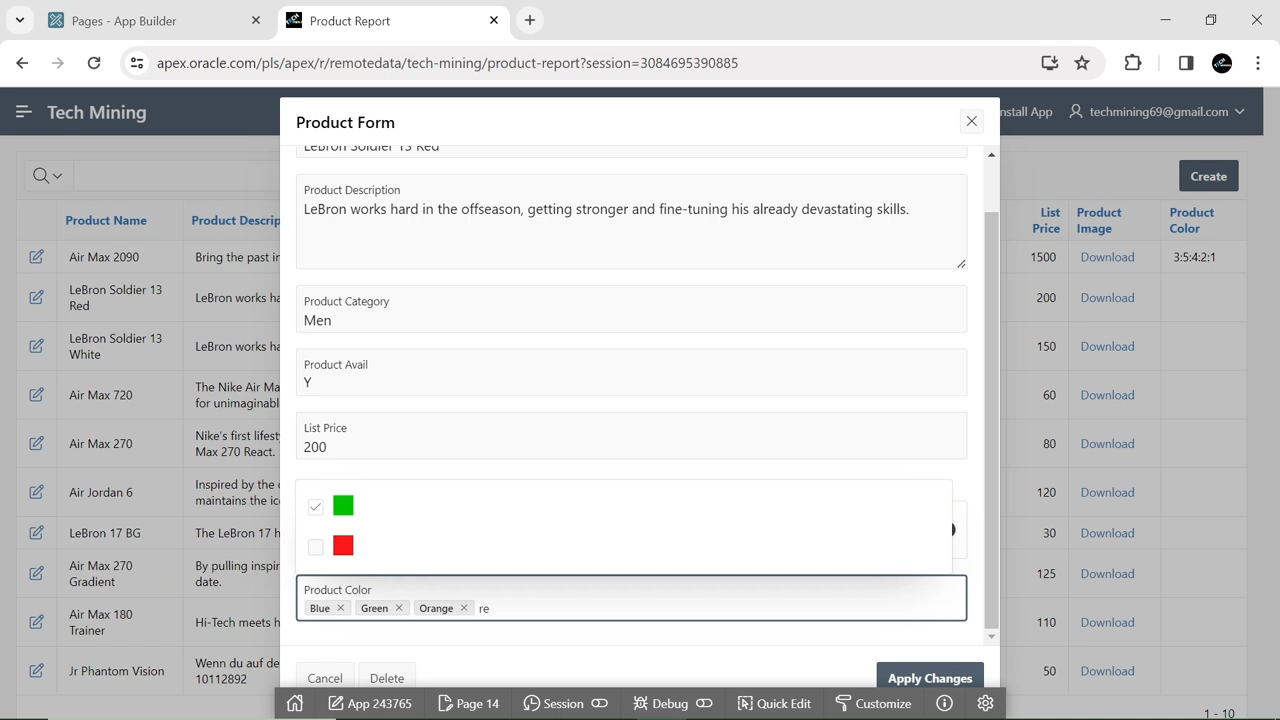 Pages - App Builder
Product Report
apex.oracle.com/pls/apex/r/remotedata/tech-mining/product-report?session=3084695390885
Tech Mining
nstall App
techmining69@gmail.com
Create
Product Name
Product Descrip
List
Price
Product
Image
Product
Color
Air Max 2090
Bring the past in
1500
Download
3:5:4:2:1
LeBron Soldier 13
Red
LeBron works ha
200
Download
LeBron Soldier 13
White
LeBron works ha
150
Download
Air Max 720
The Nike Air Ma
for unimaginabl
60
Download
Air Max 270
Nike's first lifest
Max 270 React.
80
Download
Air Jordan 6
Inspired by the
maintains the ico
120
Download
LeBron 17 BG
The LeBron 17 h
30
Download
Air Max 270
Gradient
By pulling inspir
date.
125
Download
Air Max 180
Trainer
Hi-Tech meets h
110
Download
Jr Phantom Vision
Wenn du auf de
10112892
50
Download
1 - 10
Product Form
LeBron Soldier 13 Red
Product Description
LeBron works hard in the offseason, getting stronger and fine-tuning his already devastating skills.
Product Category
Men
Product Avail
Y
List Price
200
Product Color
Blue Green Orange re
Cancel
Delete
Apply Changes
App 243765
Page 14
Session
Debug
Quick Edit
Customize